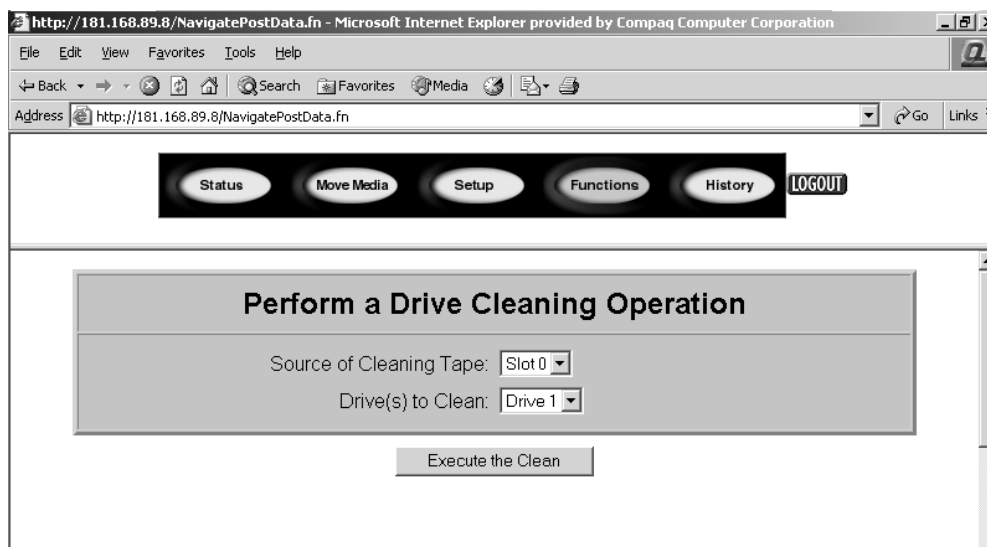 http://181.168.89.8/NavigatePostData.fn - Microsoft Internet Explorer provided by Compaq Computer Corporation
File Edit View Favorites Tools Help
Back Search Favorites Media
Address http://181.168.89.8/NavigatePostData.fn Go Links
Status Move Media Setup Functions History LOGOUT
Perform a Drive Cleaning Operation
Source of Cleaning Tape: Slot 0
Drive(s) to Clean: Drive 1
Execute the Clean